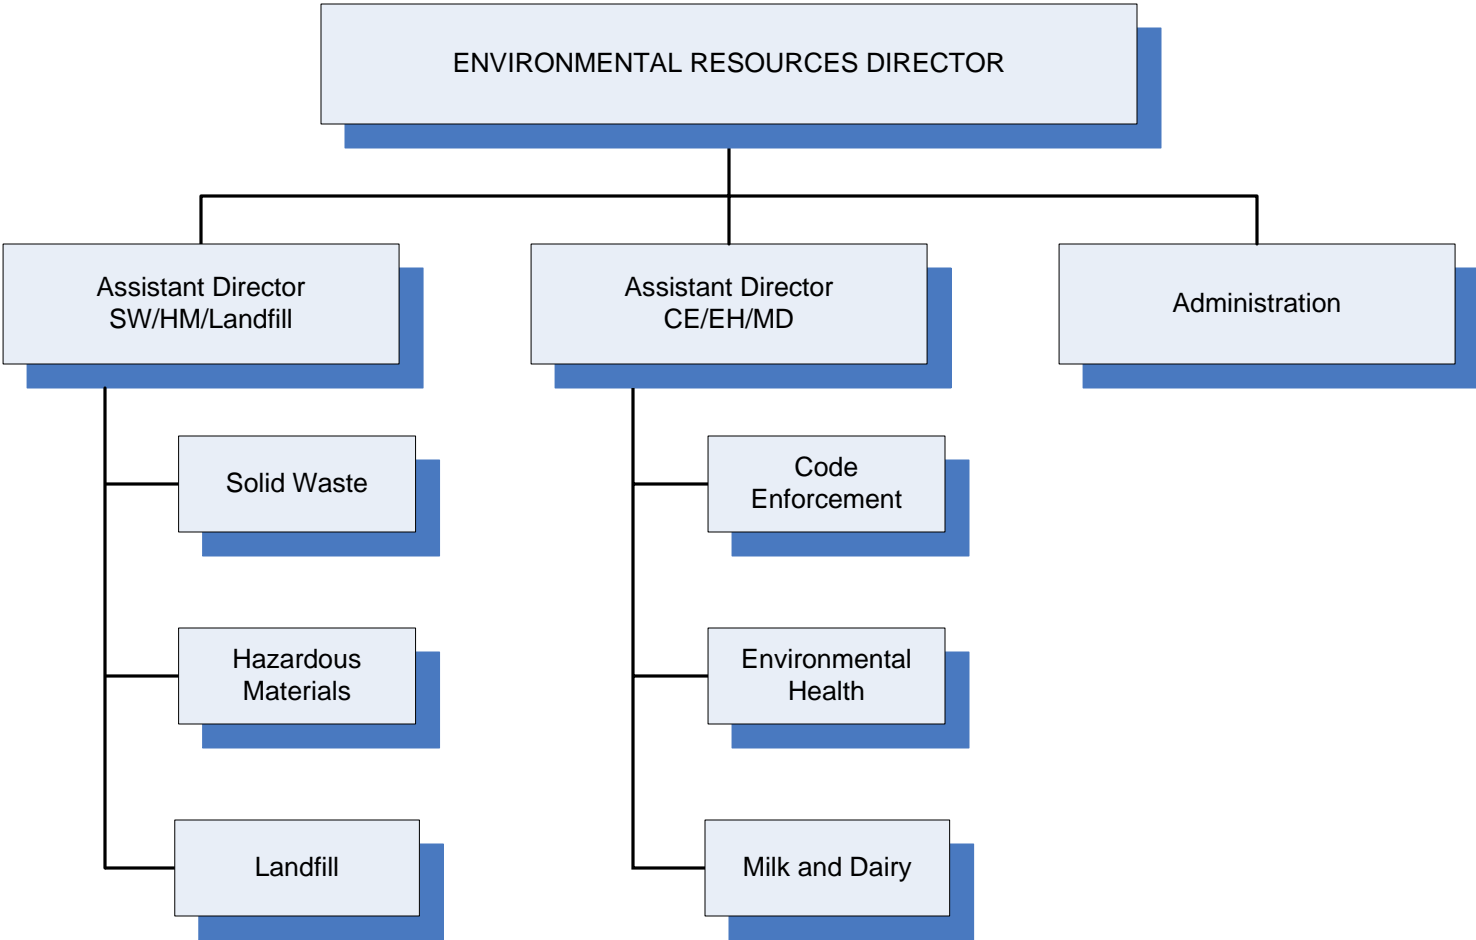 ENVIRONMENTAL RESOURCES DIRECTOR
Assistant Director
SW/HM/Landfill
Assistant Director
CE/EH/MD
Administration
Solid Waste
Code
Enforcement
Hazardous
Materials
Environmental
Health
Landfill
Milk and Dairy